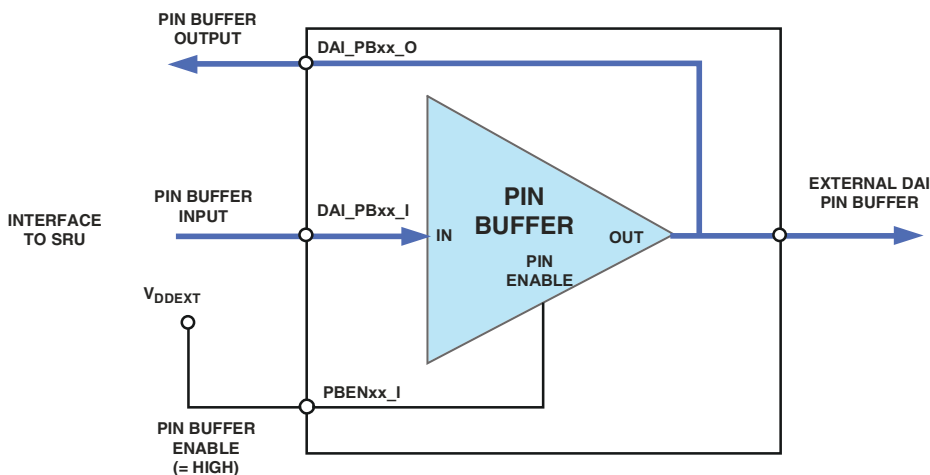 PIN BUFFER
OUTPUT
DAI_PBxx_O
INTERFACE
TO SRU
PIN BUFFER
INPUT
DAI_PBxx_I
IN
PIN
BUFFER
OUT
PIN
ENABLE
EXTERNAL DAI
PIN BUFFER
VDDEXT
PBENxx_I
PIN BUFFER
ENABLE
(= HIGH)